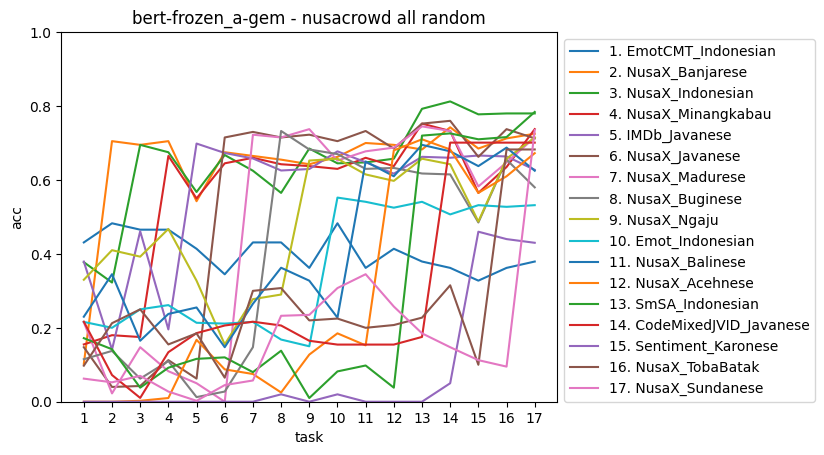 bert-frozen_a-gem - nusacrowd all random
1.0
0.8
0.6
0.4
0.2
0.0
acc
1 2 3 4 5 6 7 8 9 10 11 12 13 14 15 16 17
task
1. EmotCMT_Indonesian
2. NusaX_Banjarese
3. NusaX_Indonesian
4. NusaX_Minangkabau
5. IMDb_Javanese
6. NusaX_Javanese
7. NusaX_Madurese
8. NusaX_Buginese
9. NusaX_Ngaju
10. Emot_Indonesian
11. NusaX_Balinese
12. NusaX_Acehnese
13. SmSA_Indonesian
14. CodeMixedJVID_Javanese
15. Sentiment_Karonese
16. NusaX_TobaBatak
17. NusaX_Sundanese